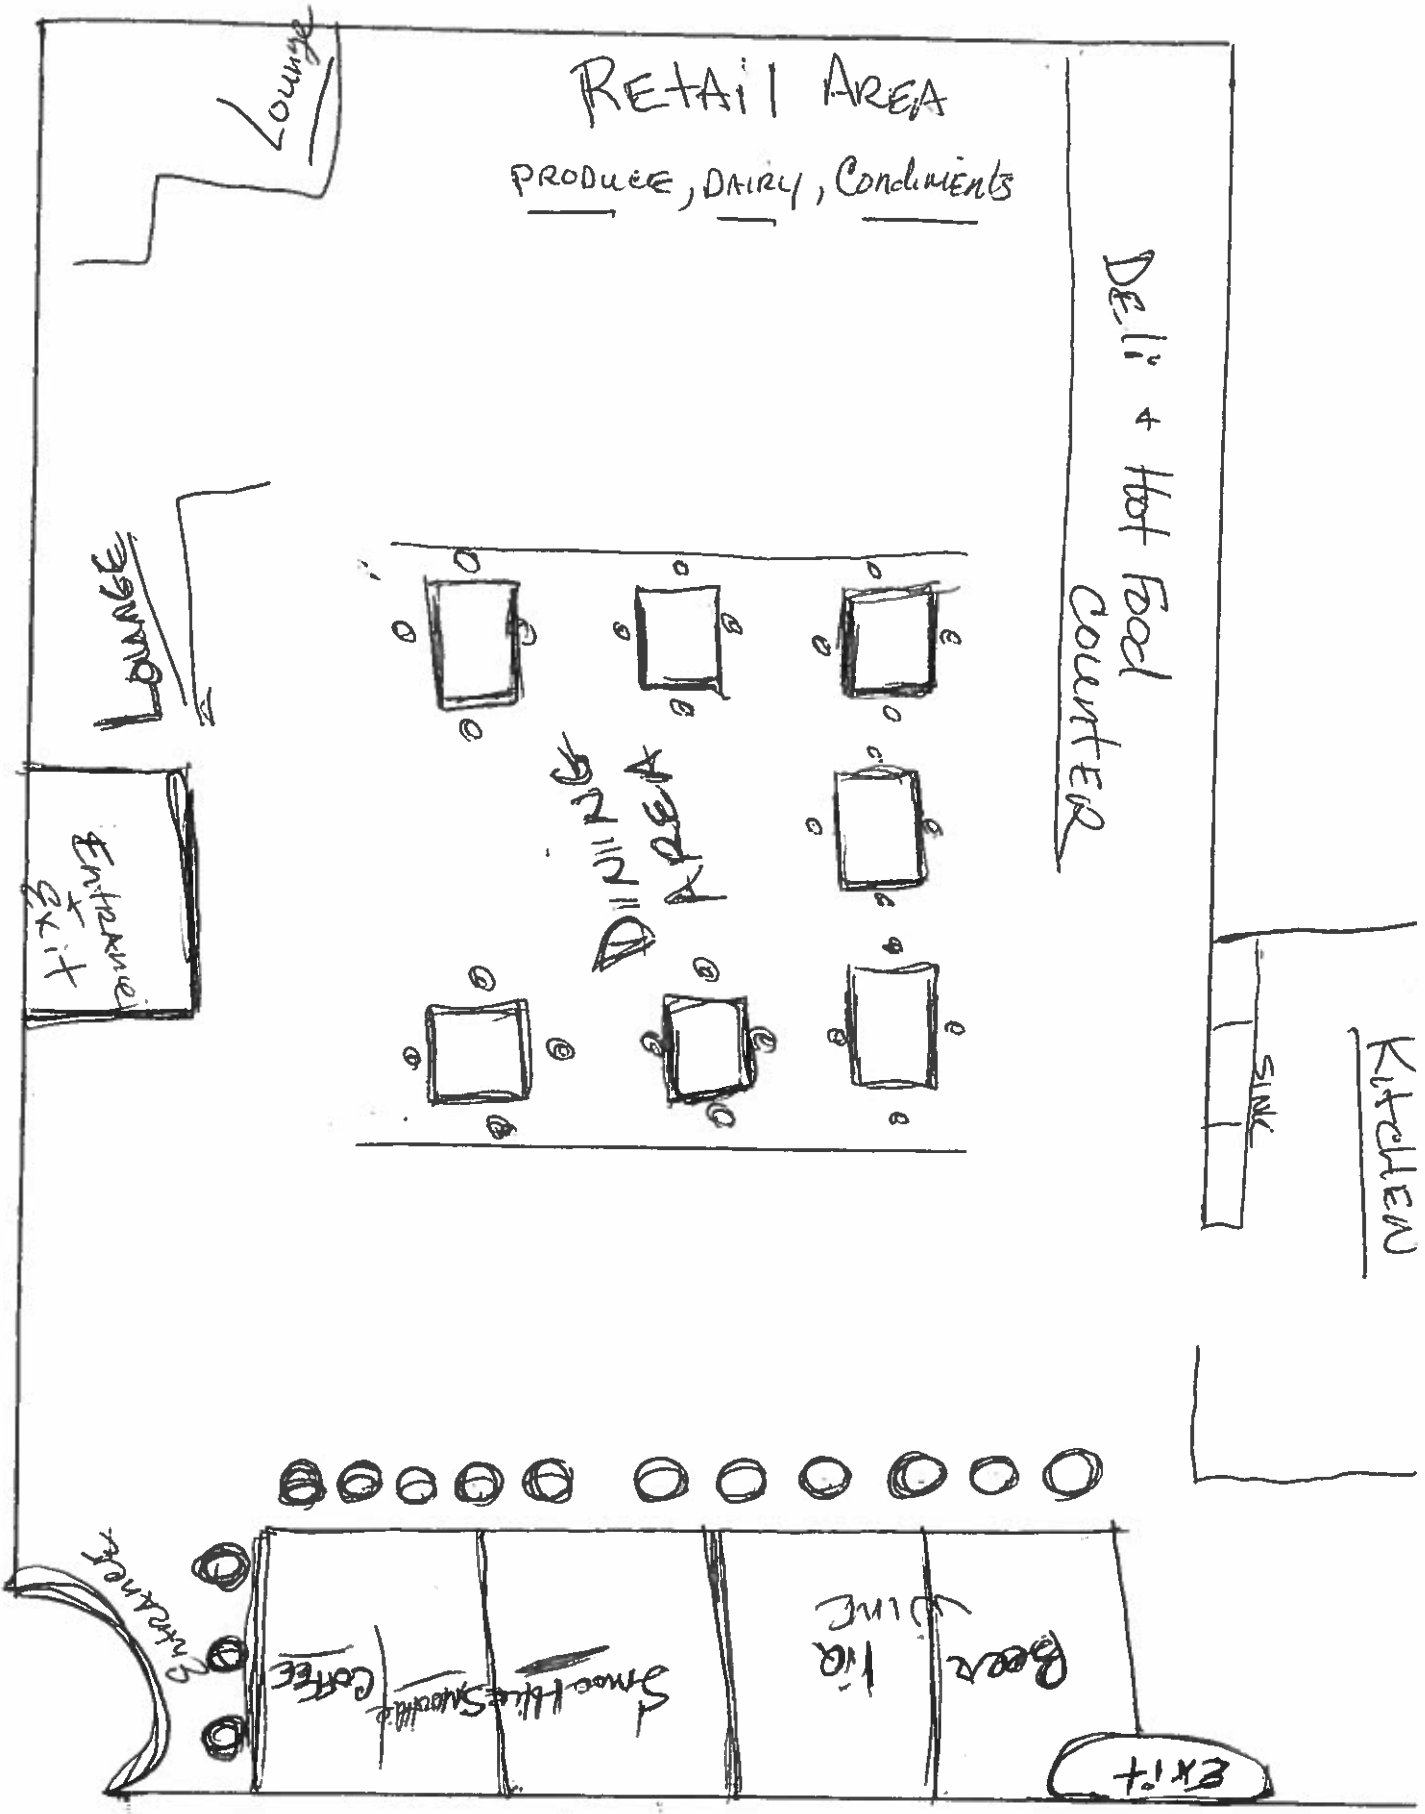 Lounge
RETAIL AREA
PRODUCE, DAIRY, Condiments
DELI + Hot Food
COUNTER
LOUNGE
DINING
AREA
Entrance
+
Exit
SINK
KITCHEN
Entrance
COFFEE
Smoothie
Smoothie
WINE
Beer
Exit